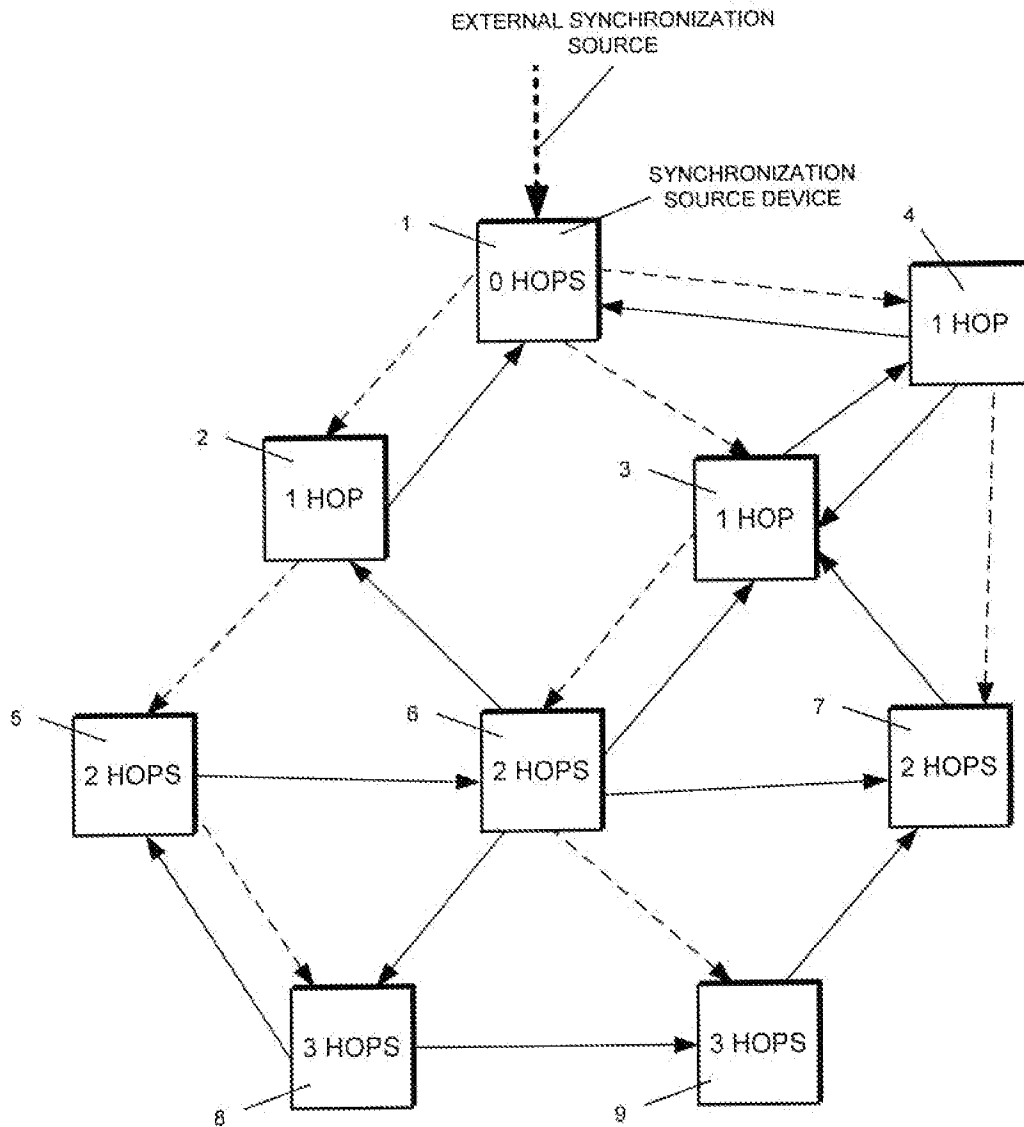 EXTERNAL SYNCHRONIZATION
SOURCE
SYNCHRONIZATION
SOURCE DEVICE
1
0 HOPS
4
1 HOP
2
1 HOP
3
1 HOP
5
2 HOPS
6
2 HOPS
7
2 HOPS
3 HOPS
8
3 HOPS
9